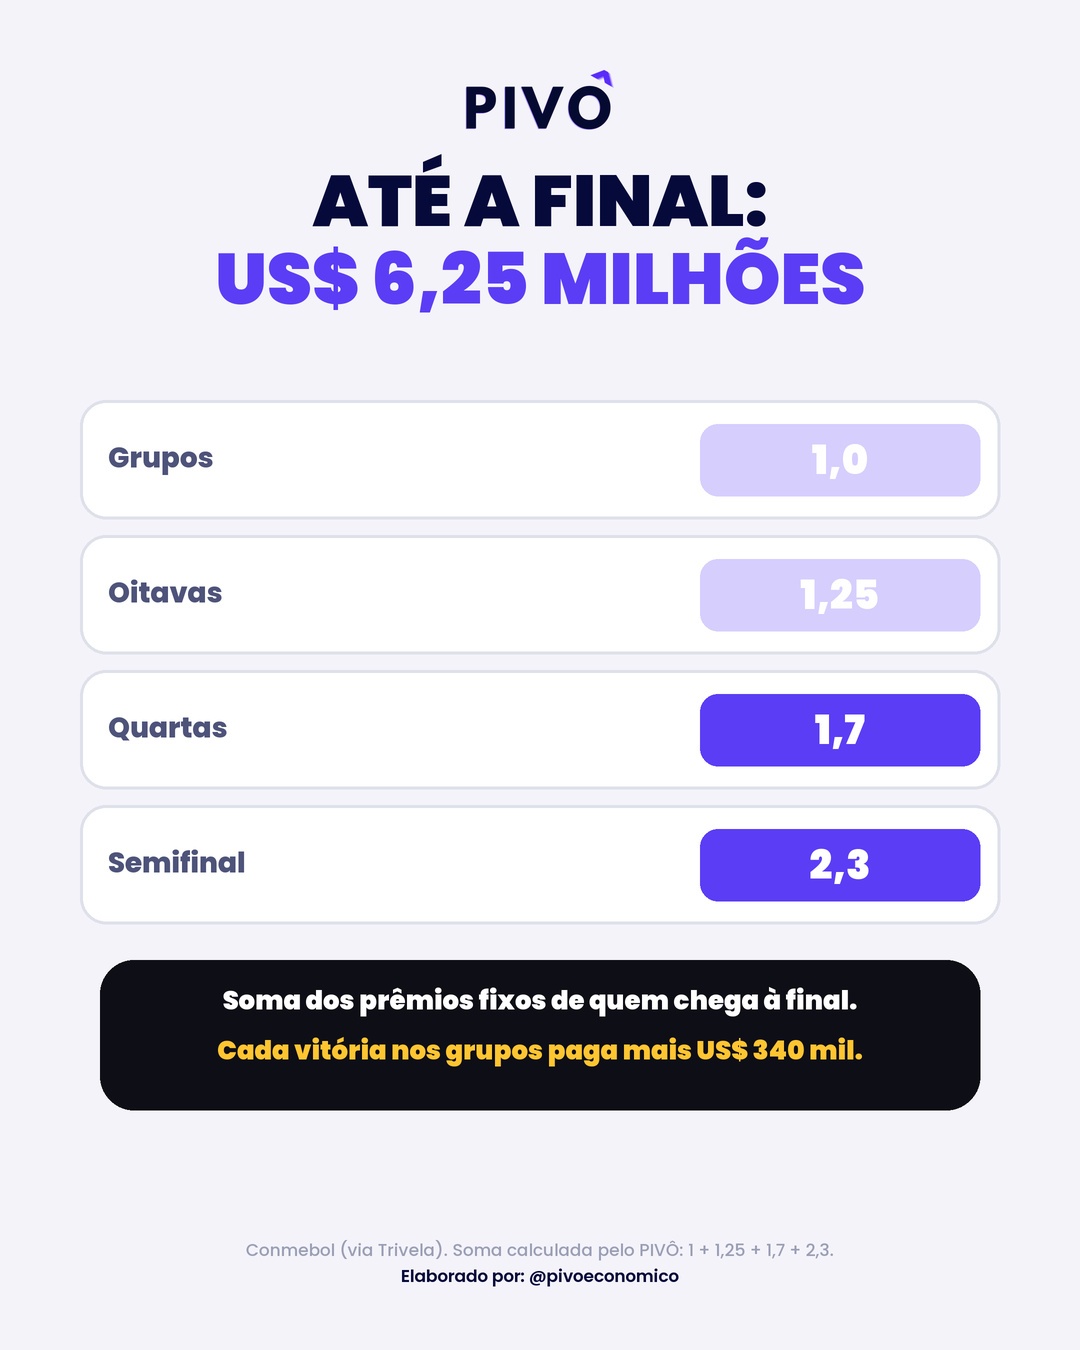 PIVÔ
ATÉ A FINAL:
US$ 6,25 MILHÕES
Grupos
1,0
Oitavas
1,25
Quartas
1,7
Semifinal
2,3
Soma dos prêmios fixos de quem chega à final.
Cada vitória nos grupos paga mais US$ 340 mil.
Conmebol (via Trivela). Soma calculada pelo PIVÔ: 1 + 1,25 + 1,7 + 2,3.
Elaborado por: @pivoeconomico